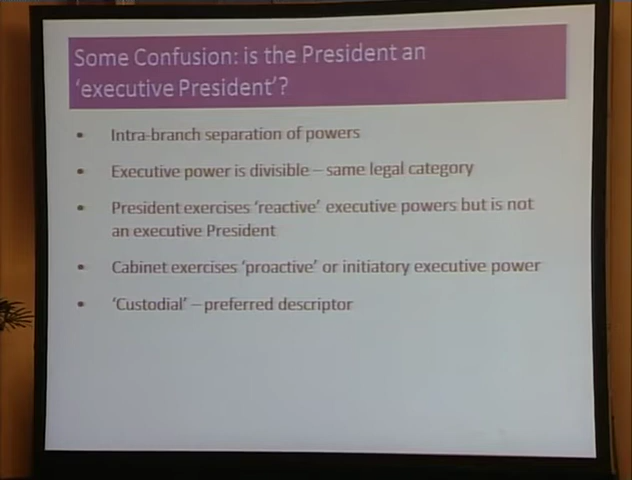 Some Confusion: is the President an
'executive President'?
• Intra-branch separation of powers
• Executive power is divisible – same legal category
• President exercises 'reactive' executive powers but is not
an executive President
• Cabinet exercises 'proactive' or initiatory executive power
• 'Custodial' – preferred descriptor